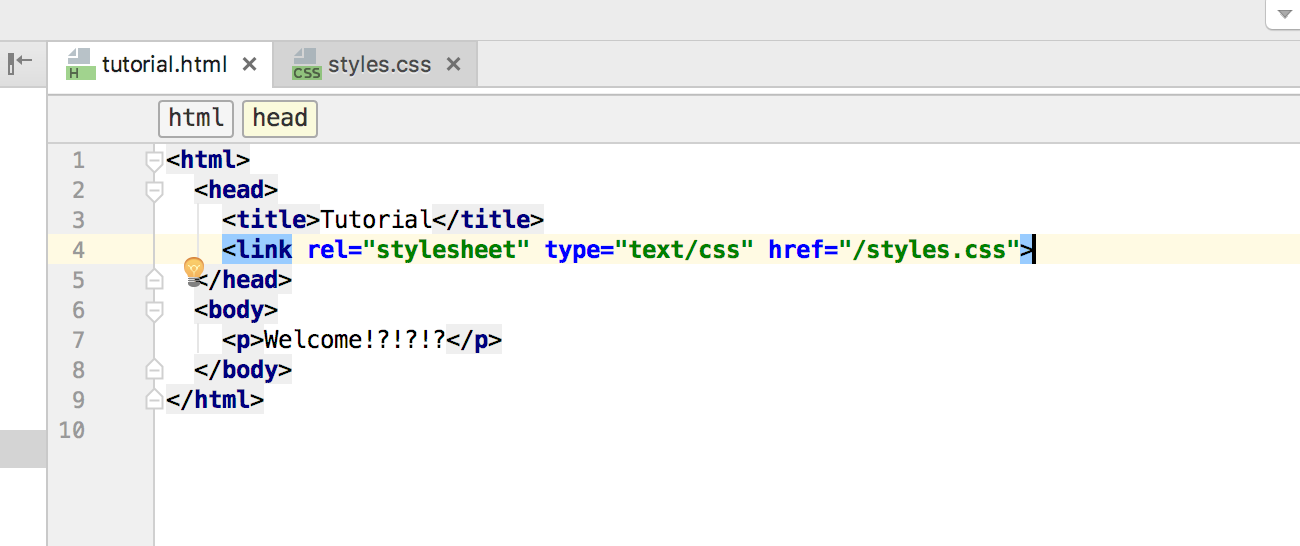 tutorial.html styles.css
H CSS
html head
1 <html>
2 <head>
3 <title>Tutorial</title>
4 <link rel="stylesheet" type="text/css" href="/styles.css">
5 </head>
6 <body>
7 <p>Welcome!?!?!?</p>
8 </body>
9 </html>
10